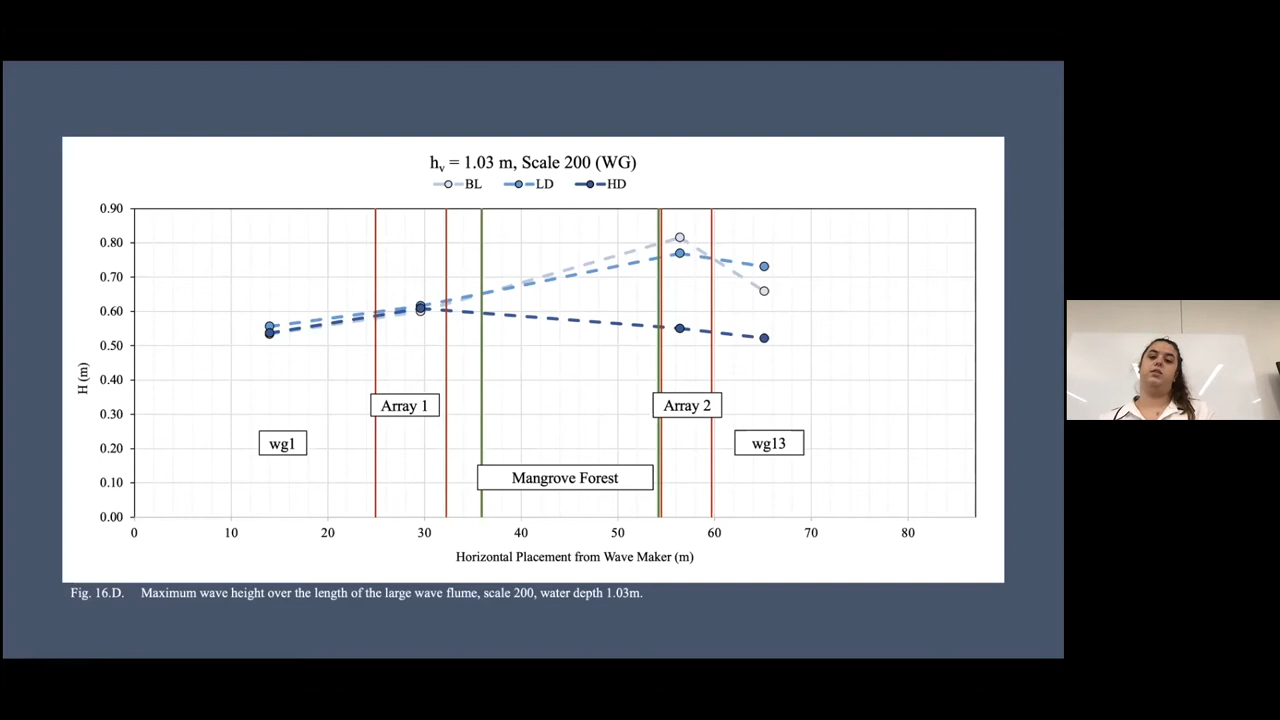 hv = 1.03 m, Scale 200 (WG)
BL LD HD
0.90
0.80
0.70
0.60
0.50
0.40
0.30
0.20
0.10
0.00
H (m)
Array 1
Array 2
wg1
wg13
Mangrove Forest
0 10 20 30 40 50 60 70 80
Horizontal Placement from Wave Maker (m)
Fig. 16.D. Maximum wave height over the length of the large wave flume, scale 200, water depth 1.03m.